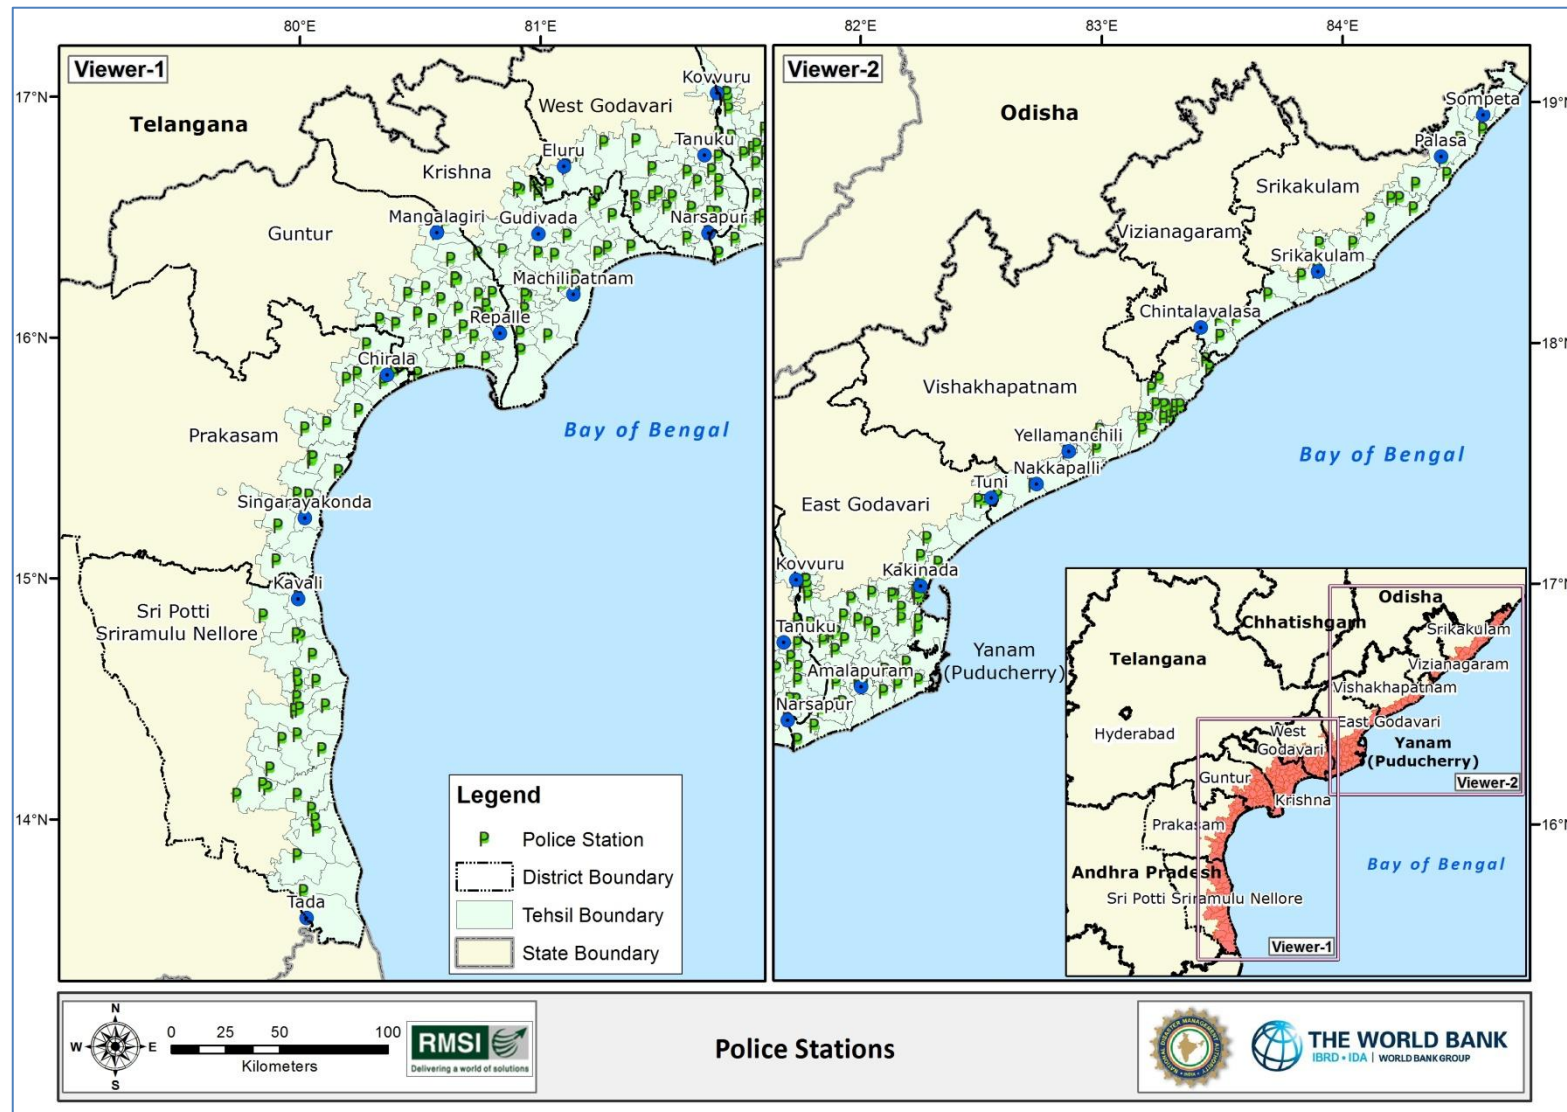 80°E
81°E
82°E
83°E
84°E
Viewer-1
17°N
16°N
15°N
14°N
Telangana
West Godavari
Kovvuru
Tanuku
Eluru
Krishna
Mangalagiri
Gudivada
Narsapur
Guntur
Machilipatnam
Repalle
Chirala
Bay of Bengal
Prakasam
Singarayakonda
Kavali
Sri Potti
Sriramulu Nellore
Tada
Legend
P Police Station
District Boundary
Tehsil Boundary
State Boundary
Viewer-2
19°N
18°N
17°N
16°N
Odisha
Sompeta
Palasa
Srikakulam
Vizianagaram
Srikakulam
Chintalavalasa
Vishakhapatnam
Yellamanchili
Nakkapalli
Tuni
Bay of Bengal
East Godavari
Kovvuru
Kakinada
Tanuku
Amalapuram
Narsapur
Yanam
(Puducherry)
Odisha
Chhatishgarh
Srikakulam
Telangana
Vizianagaram
Vishakhapatnam
East Godavari
Hyderabad
West
Godavari
Yanam
(Puducherry)
Guntur
Viewer-2
Krishna
Prakasam
Bay of Bengal
Andhra Pradesh
Sri Potti Sriramulu Nellore
Viewer-1
N
W E
S
0 25 50 100
Kilometers
RMSI
Delivering a world of solutions
Police Stations
THE WORLD BANK
IBRD • IDA | WORLD BANK GROUP